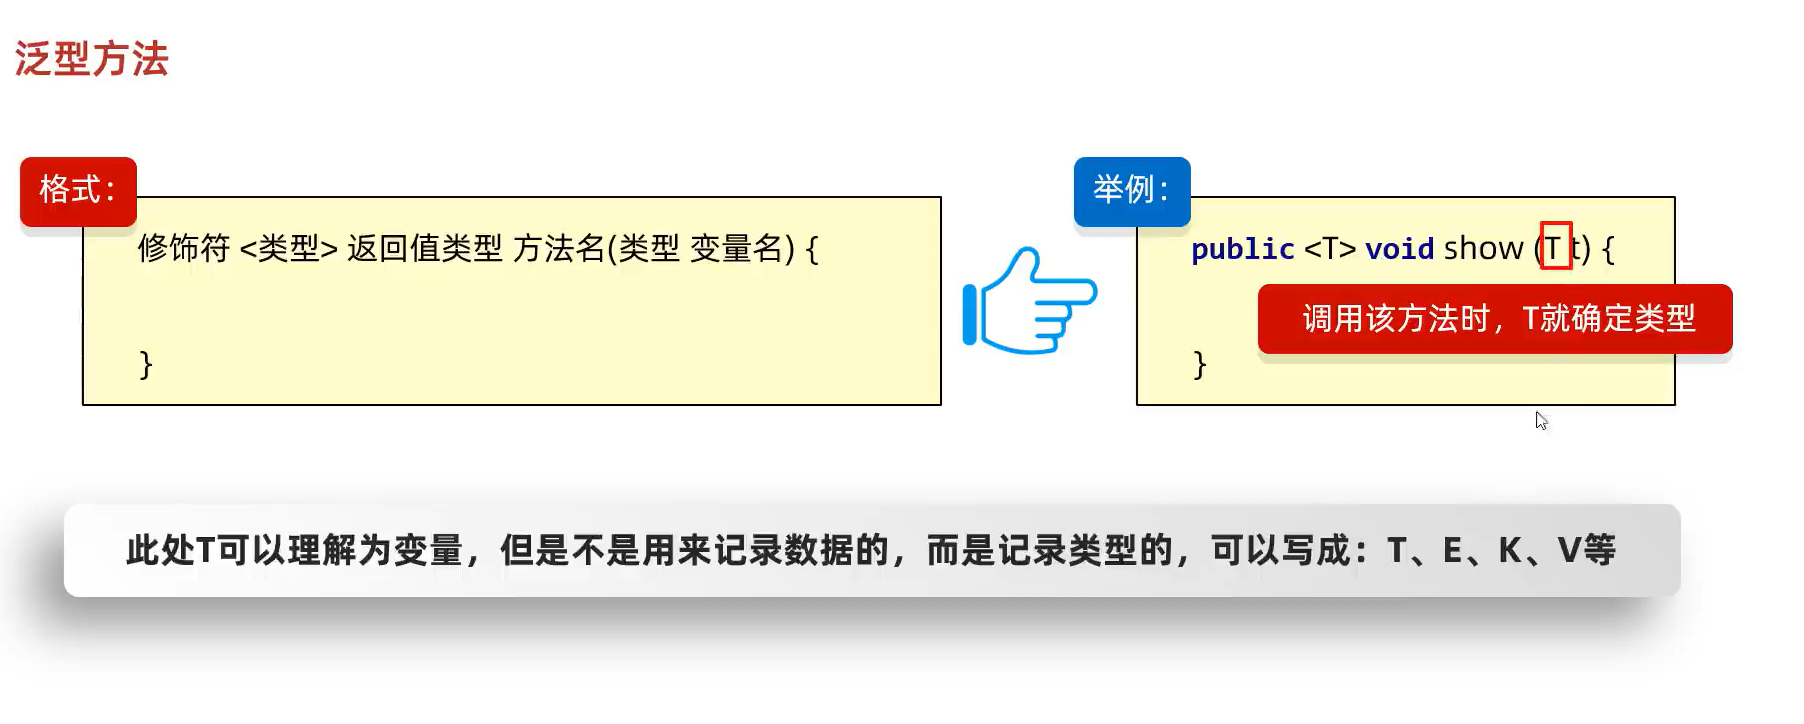 泛型方法
格式：
修饰符 <类型> 返回值类型 方法名(类型 变量名) {
}
举例：
public <T> void show (T t) {
调用该方法时，T就确定类型
}
此处T可以理解为变量，但是不是用来记录数据的，而是记录类型的，可以写成：T、E、K、V等